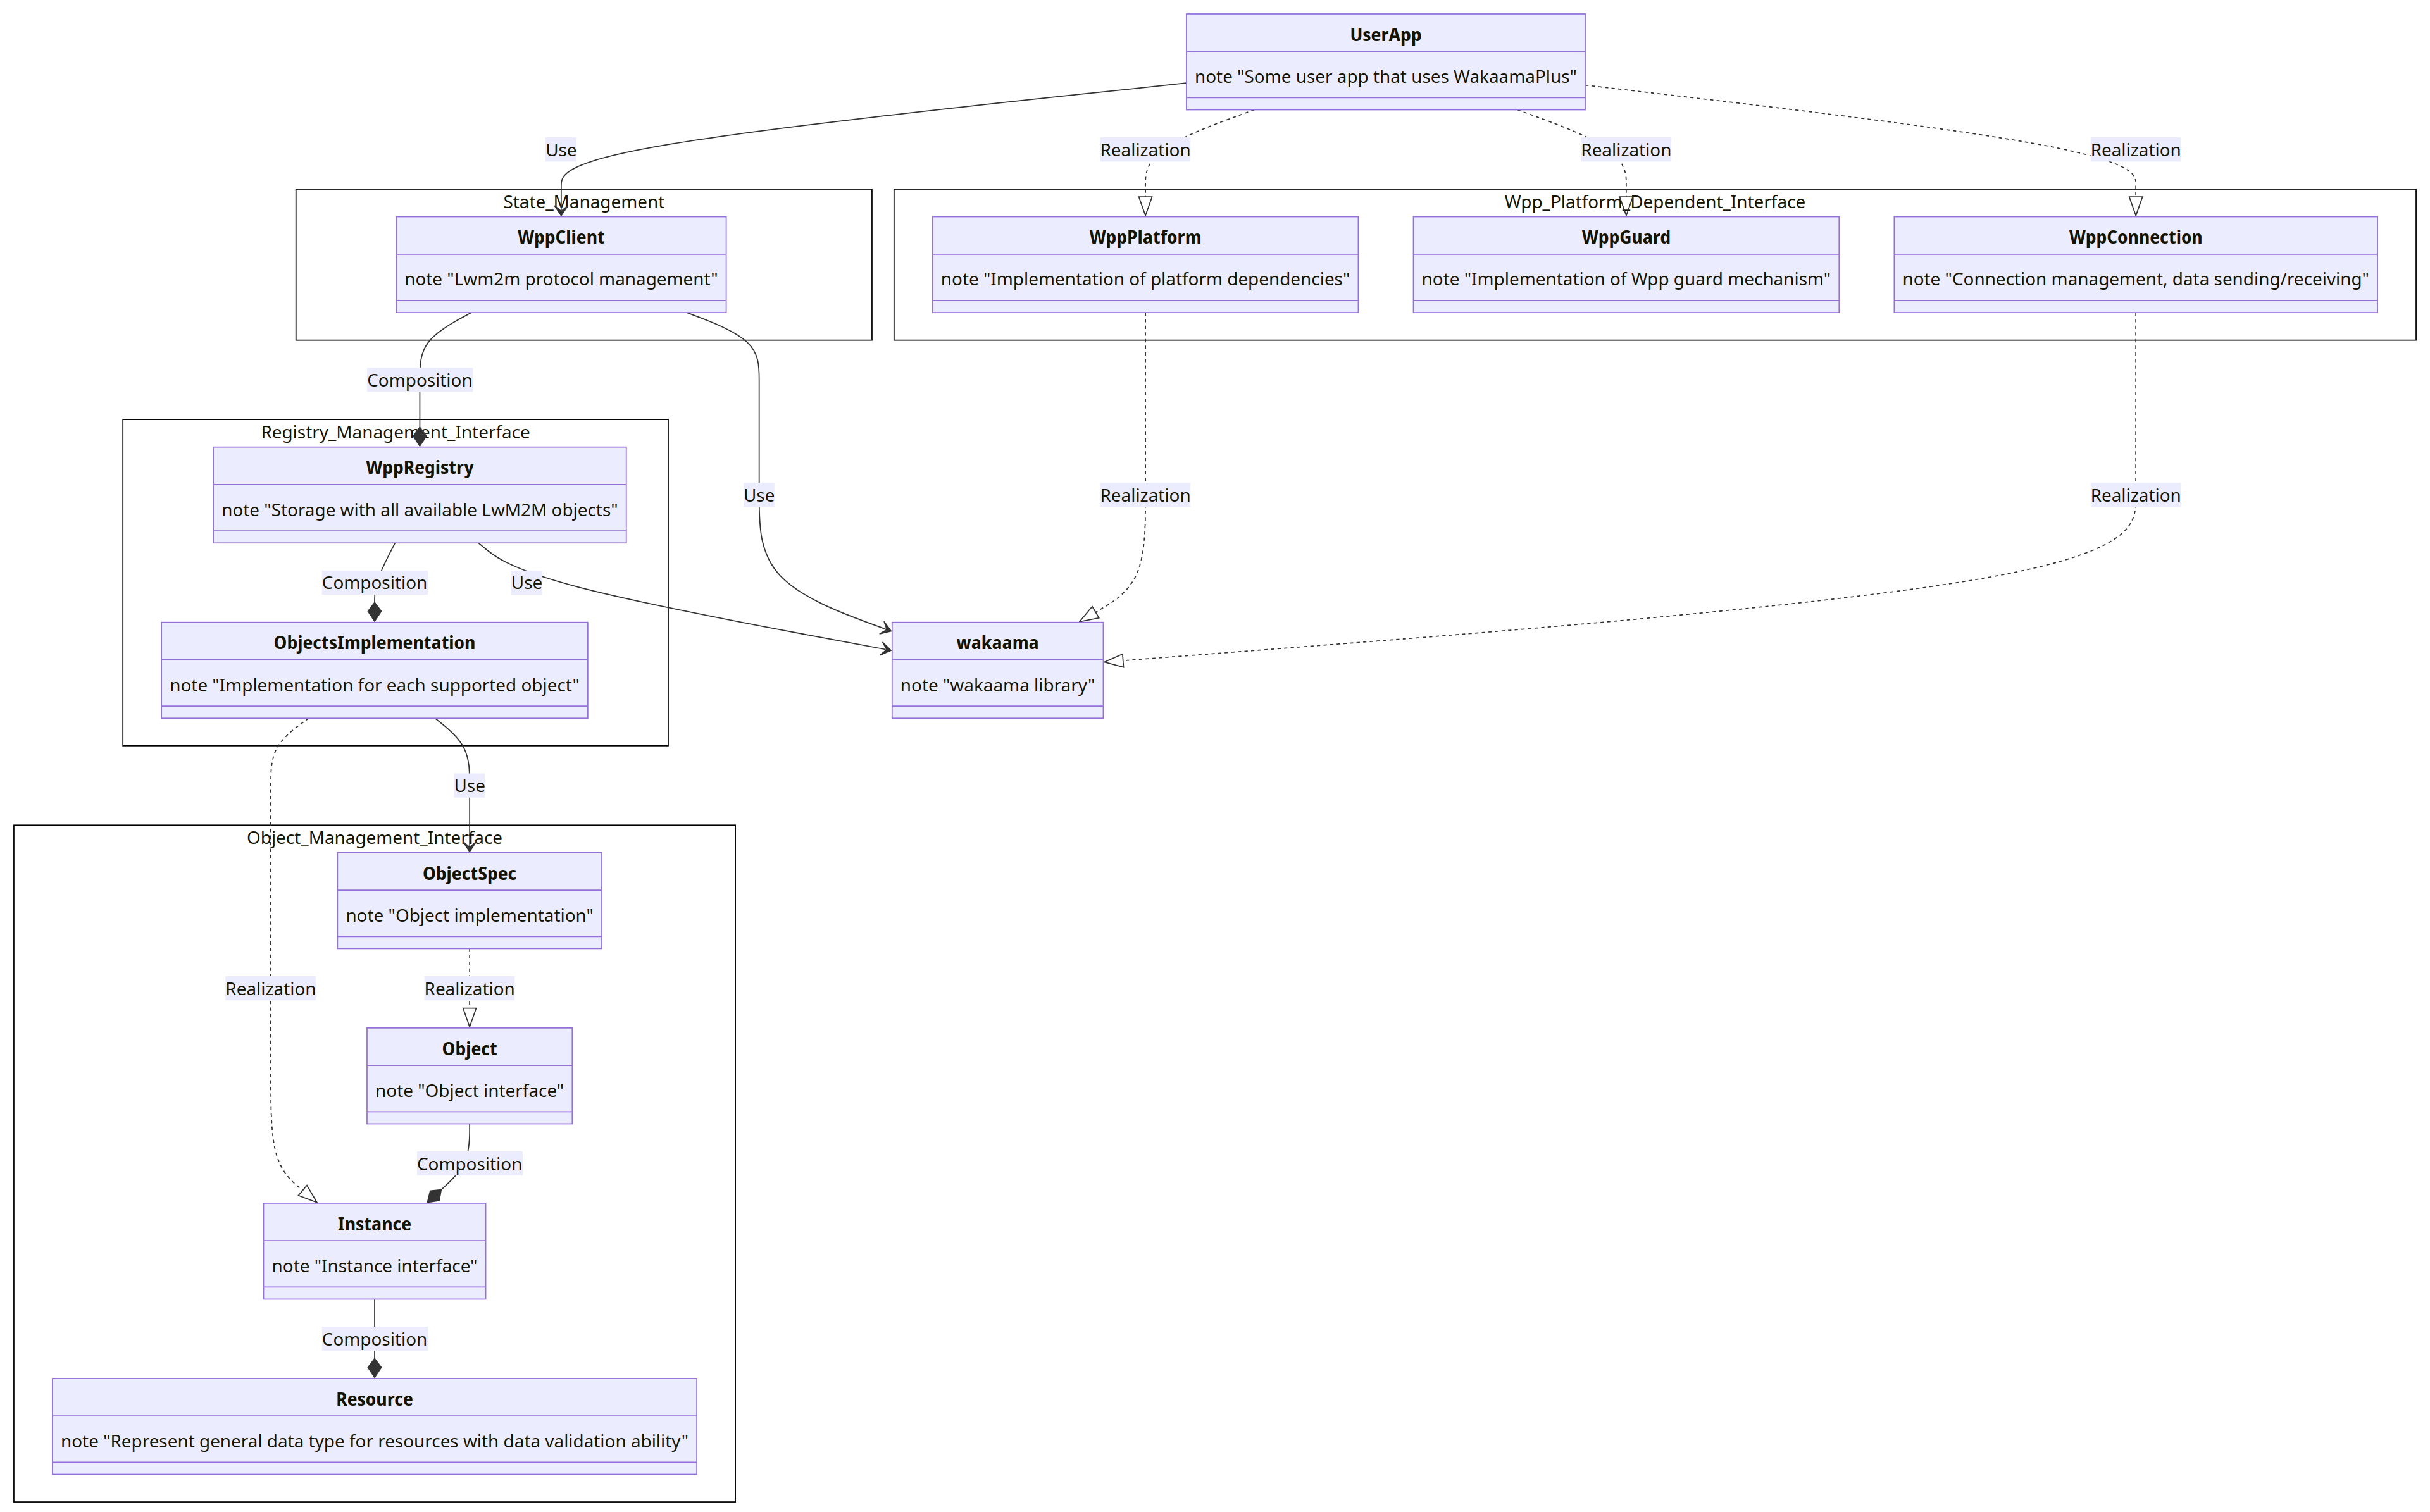 UserApp
note "Some user app that uses WakaamaPlus"
Use
Realization
Realization
Realization
State_Management
WppClient
note "Lwm2m protocol management"
Wpp_Platform_Dependent_Interface
WppPlatform
note "Implementation of platform dependencies"
WppGuard
note "Implementation of Wpp guard mechanism"
WppConnection
note "Connection management, data sending/receiving"
Composition
Registry_Management_Interface
WppRegistry
note "Storage with all available LwM2M objects"
Use
Realization
Realization
Composition
Use
ObjectsImplementation
note "Implementation for each supported object"
wakaama
note "wakaama library"
Use
Object_Management_Interface
ObjectSpec
note "Object implementation"
Realization
Realization
Object
note "Object interface"
Composition
Instance
note "Instance interface"
Composition
Resource
note "Represent general data type for resources with data validation ability"